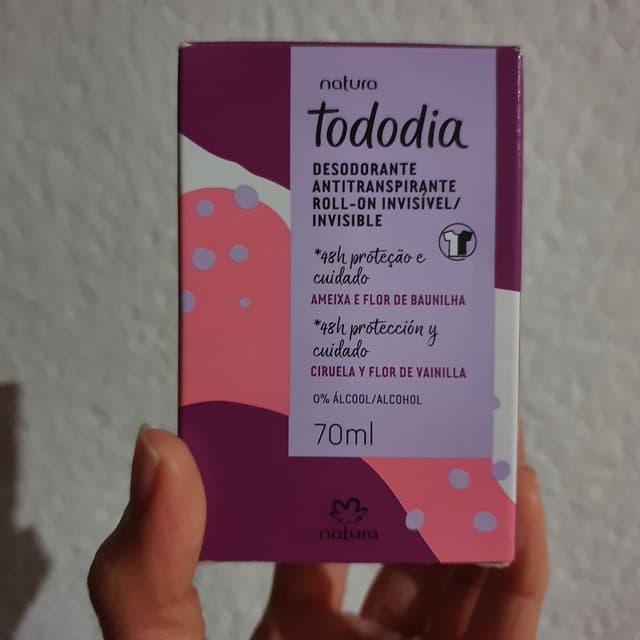 natura
Tododia
DESODORANTE
ANTITRANSPIRANTE
ROLL-ON INVISÍVEL/
INVISIBLE
*48h proteção e
cuidado
AMEIXA E FLOR DE BAUNILHA
*48h protección y
cuidado
CIRUELA Y FLOR DE VAINILLA
0% ÁLCOOL/ALCOHOL
70ml
natura